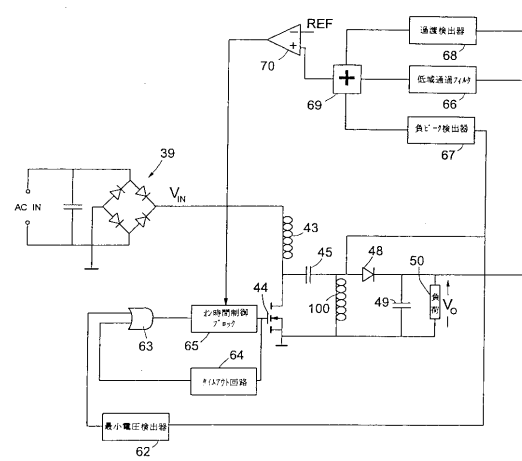 REF
70
過渡検出器
68
69
低域通過フィルタ
66
負ピーク検出器
67
39
AC IN
VIN
43
45
48
50
44
100
49
負荷
VO
63
オン時間制御
ブロック
65
64
タイムアウト回路
最小電圧検出器
62